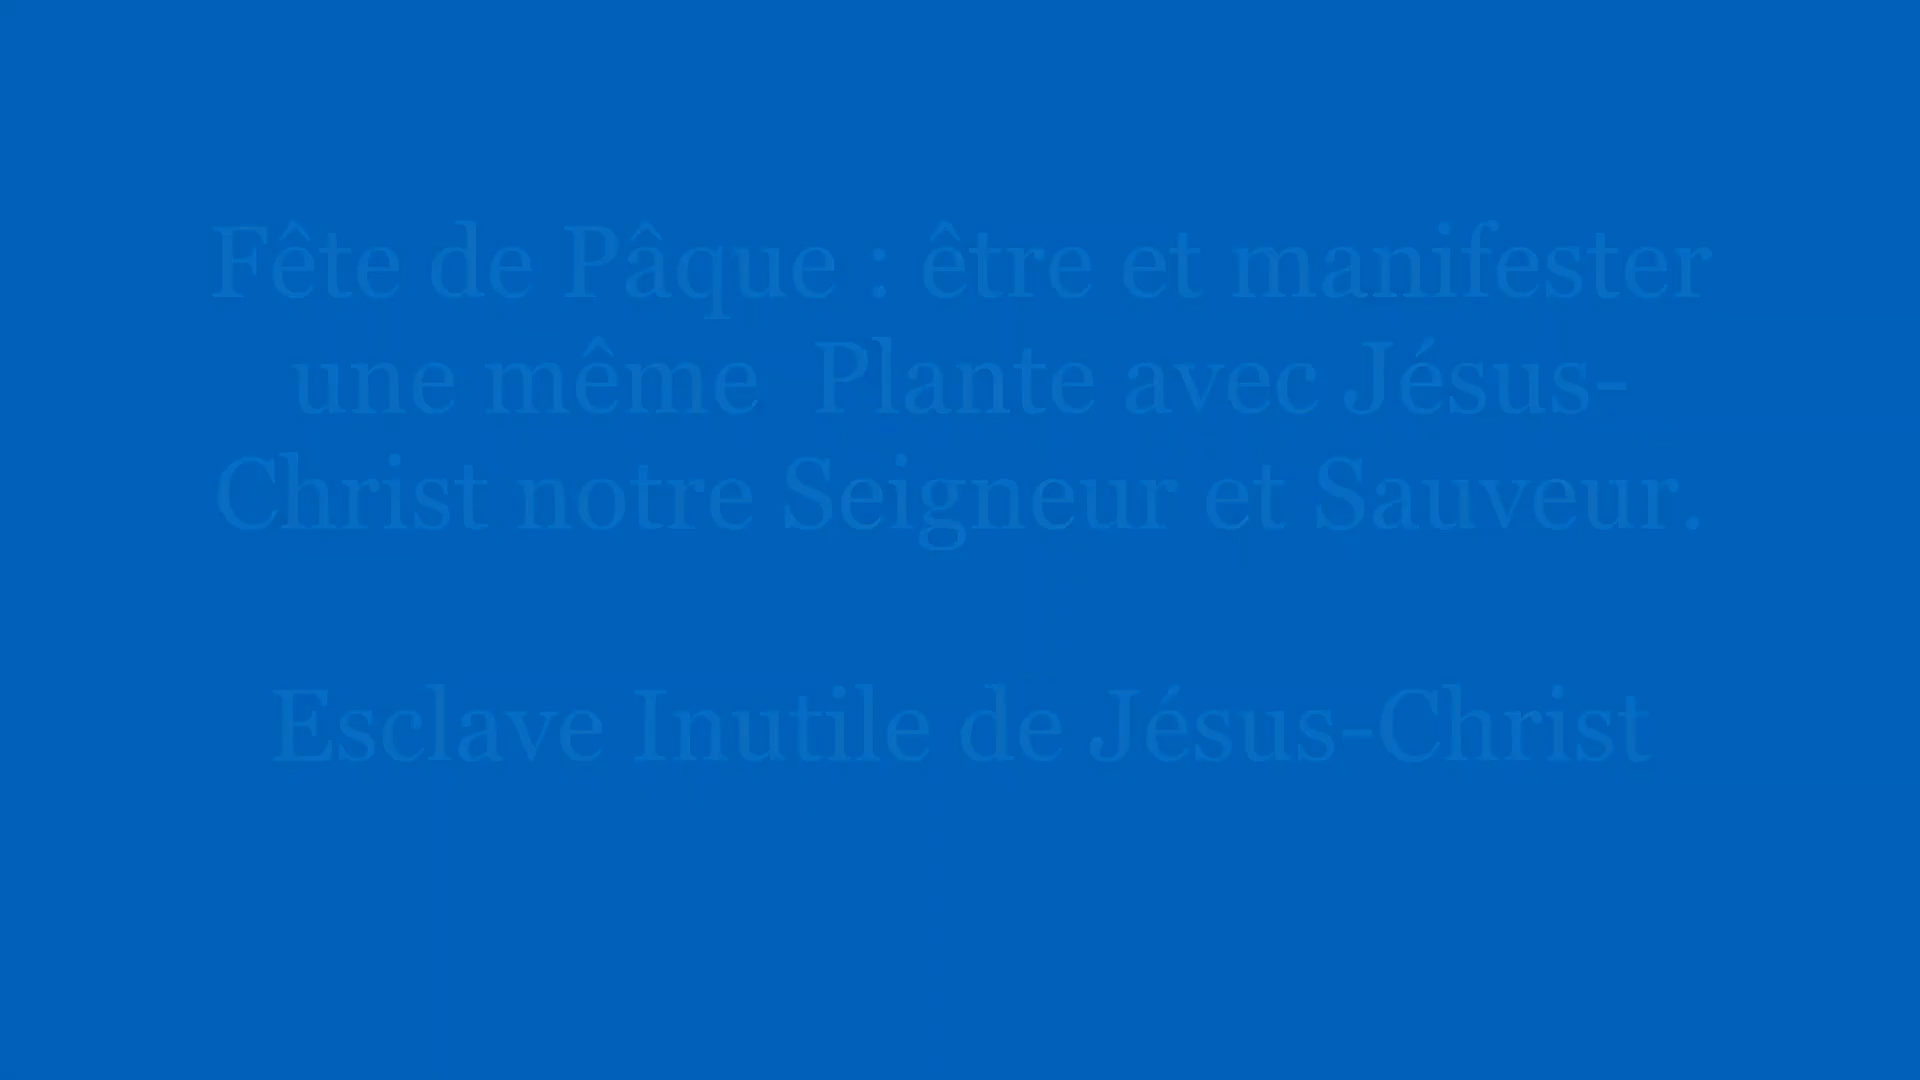 Fête de Pâque : être et manifester
une même  Plante avec Jésus-
Christ notre Seigneur et Sauveur.
Esclave Inutile de Jésus-Christ